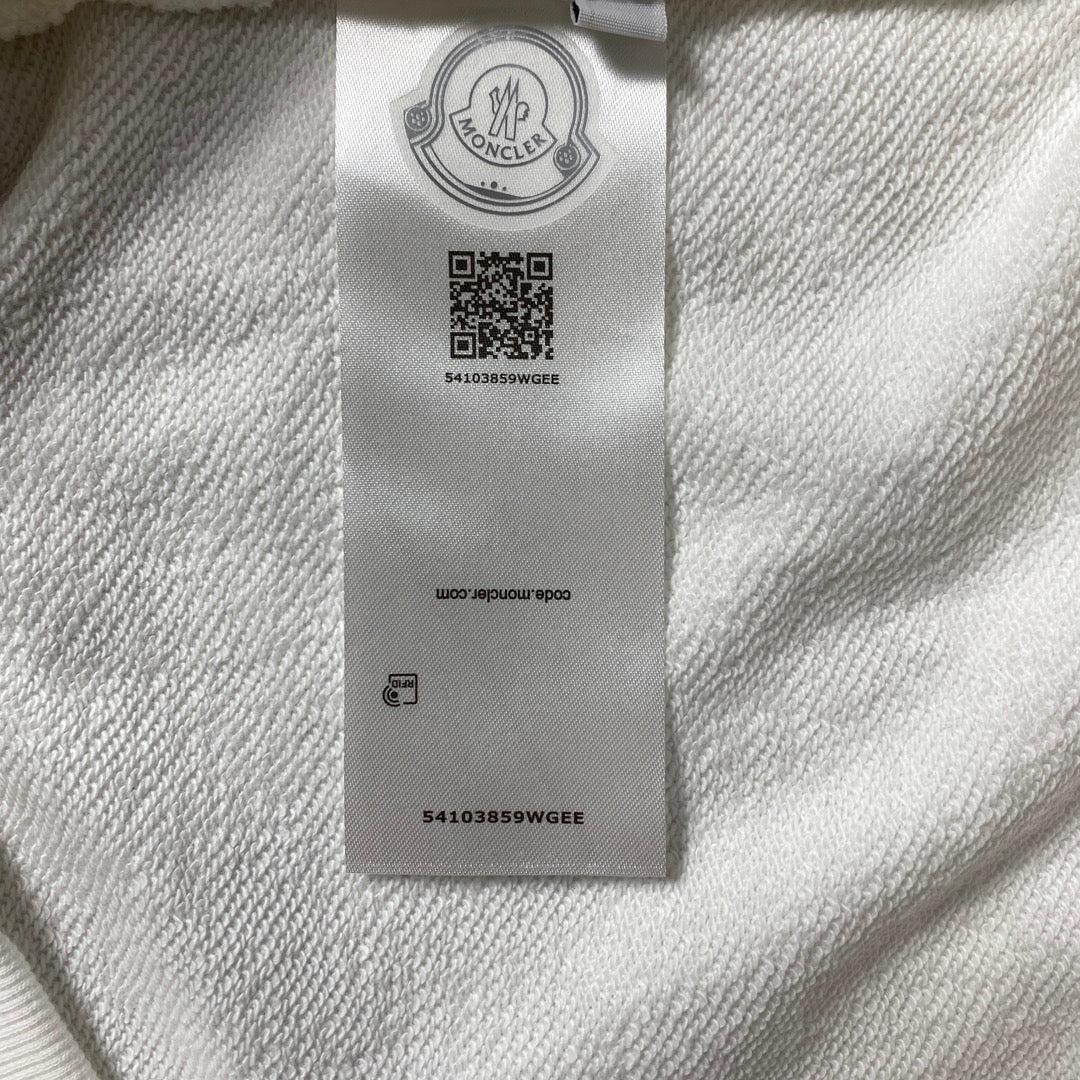 MONCLER
54103859WGEE
code.moncler.com
RFID
54103859WGEE